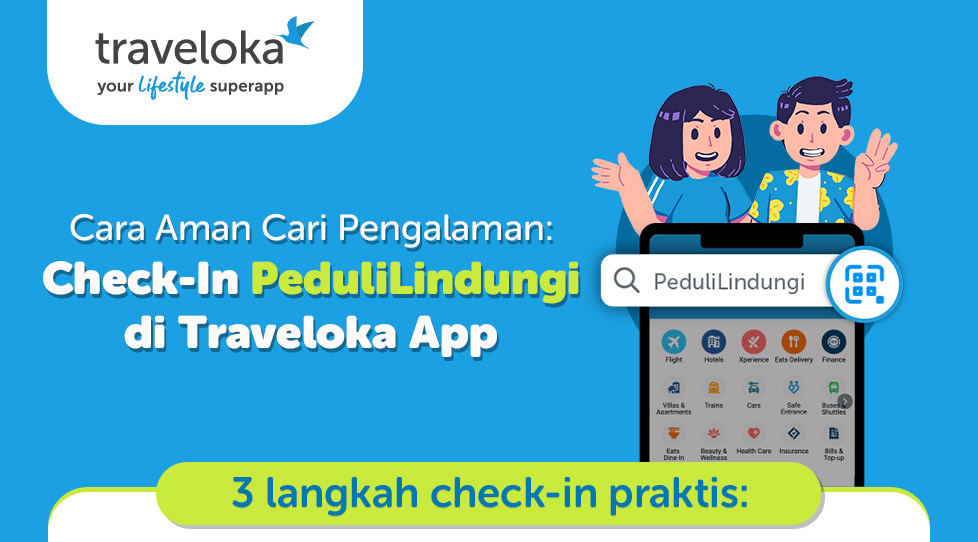 traveloka
your lifestyle superapp
Cara Aman Cari Pengalaman:
Check-In PeduliLindungi
di Traveloka App
PeduliLindungi
Flight Hotels Xperience Eats Delivery Finance
Villas & Apartments Trains Cars Safe Entrance Buses & Shuttles
Eats Dine-In Beauty & Wellness Health Care Insurance Bills & Top-up
3 langkah check-in praktis: